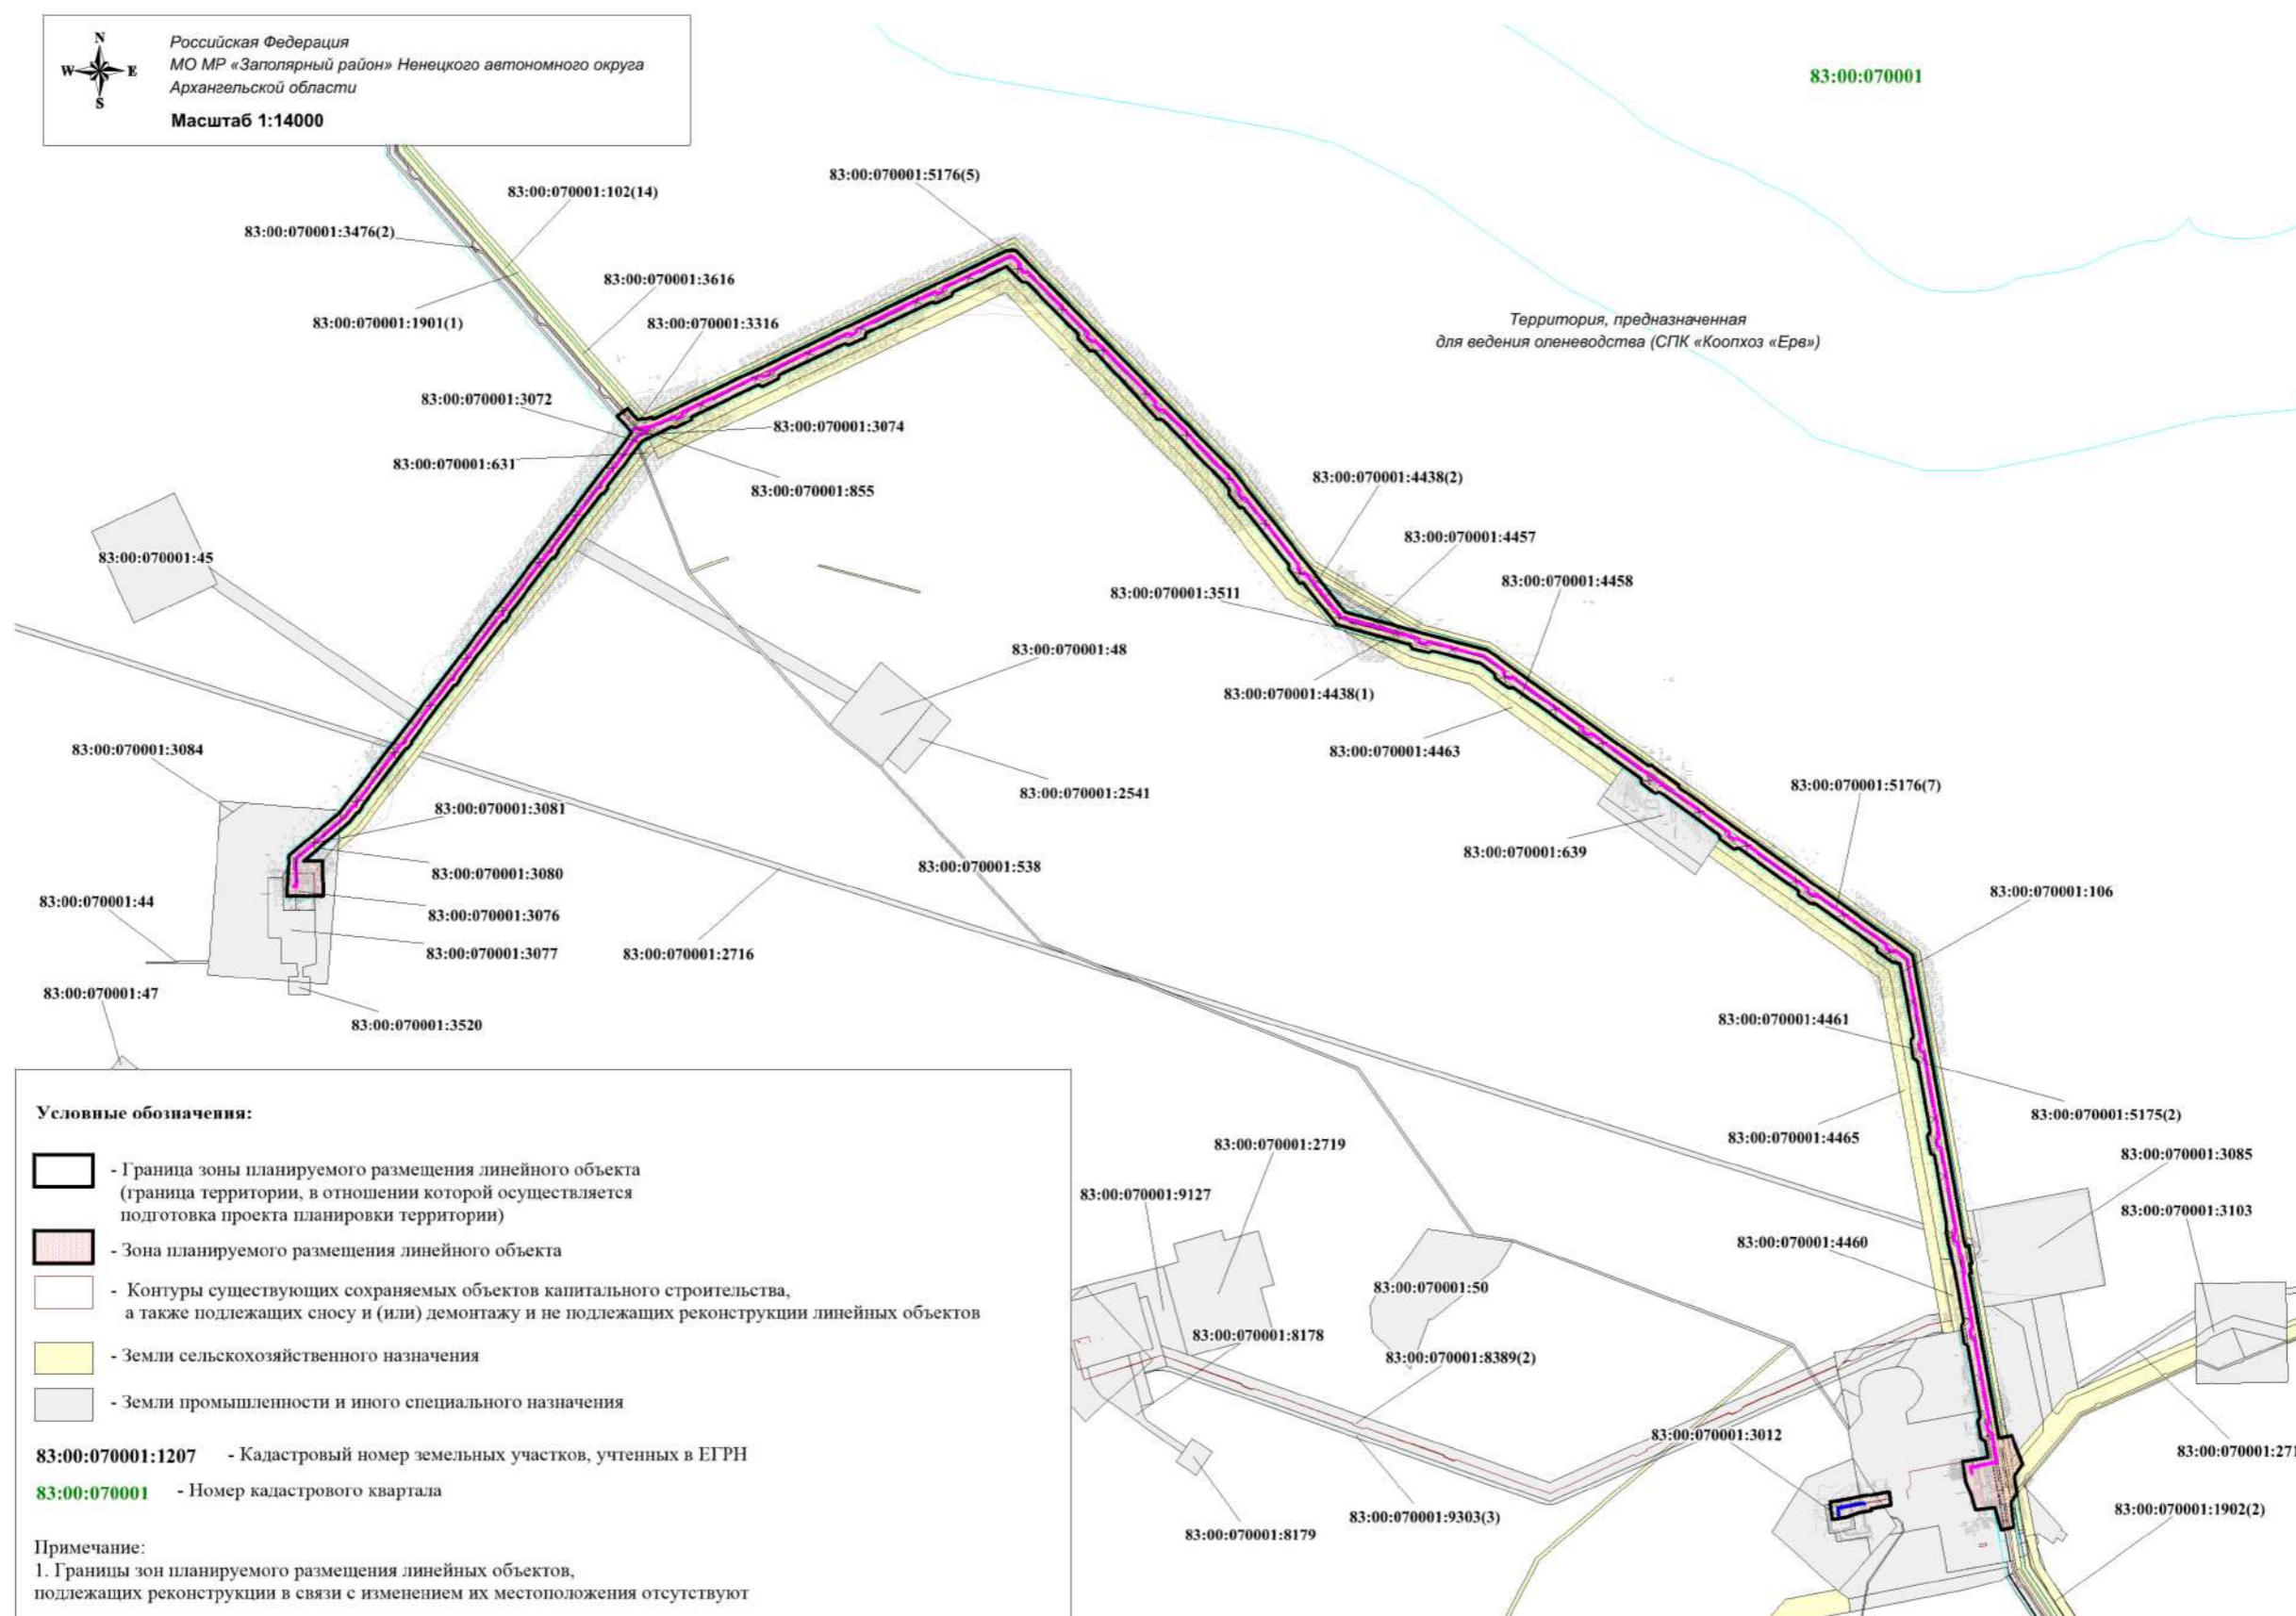 N
W E
S
Российская Федерация
МО МР «Заполярный район» Ненецкого автономного округа
Архангельской области
Масштаб 1:14000
83:00:070001
83:00:070001:5176(5)
83:00:070001:102(14)
83:00:070001:3476(2)
83:00:070001:3616
83:00:070001:1901(1)
83:00:070001:3316
Территория, предназначенная
для ведения оленеводства (СПК «Коопхоз «Ерв»)
83:00:070001:3072
83:00:070001:3074
83:00:070001:631
83:00:070001:855
83:00:070001:4438(2)
83:00:070001:4457
83:00:070001:45
83:00:070001:4458
83:00:070001:3511
83:00:070001:48
83:00:070001:4438(1)
83:00:070001:3084
83:00:070001:4463
83:00:070001:5176(7)
83:00:070001:2541
83:00:070001:3081
83:00:070001:639
83:00:070001:538
83:00:070001:3080
83:00:070001:106
83:00:070001:44
83:00:070001:3076
83:00:070001:3077
83:00:070001:2716
83:00:070001:47
83:00:070001:4461
83:00:070001:3520
83:00:070001:5175(2)
83:00:070001:4465
83:00:070001:2719
83:00:070001:3085
83:00:070001:9127
83:00:070001:3103
83:00:070001:4460
83:00:070001:50
83:00:070001:8178
83:00:070001:8389(2)
83:00:070001:3012
83:00:070001:271
83:00:070001:1902(2)
83:00:070001:9303(3)
83:00:070001:8179
Условные обозначения:
- Граница зоны планируемого размещения линейного объекта
(граница территории, в отношении которой осуществляется
подготовка проекта планировки территории)
- Зона планируемого размещения линейного объекта
- Контуры существующих сохраняемых объектов капитального строительства,
а также подлежащих сносу и (или) демонтажу и не подлежащих реконструкции линейных объектов
- Земли сельскохозяйственного назначения
- Земли промышленности и иного специального назначения
83:00:070001:1207 - Кадастровый номер земельных участков, учтенных в ЕГРН
83:00:070001 - Номер кадастрового квартала
Примечание:
1. Границы зон планируемого размещения линейных объектов,
подлежащих реконструкции в связи с изменением их местоположения отсутствуют